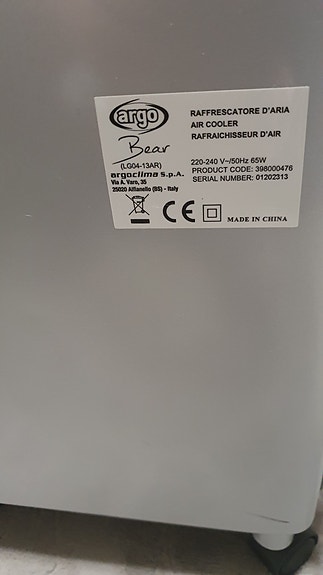 argo
RAFFRESCATORE D'ARIA
AIR COOLER
RAFRAICHISSEUR D'AIR
Bear
(LG04-13AR)
argoclima S.p.A.
Via A. Varo, 35
25020 Alfianello (BS) - Italy
220-240 V~/50Hz 65W
PRODUCT CODE: 398000476
SERIAL NUMBER: 01202313
CE
MADE IN CHINA